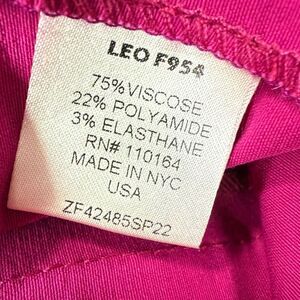 LEO F954
75%VISCOSE
22% POLYAMIDE
3% ELASTHANE
RN# 110164
MADE IN NYC
USA
ZF42485SP22